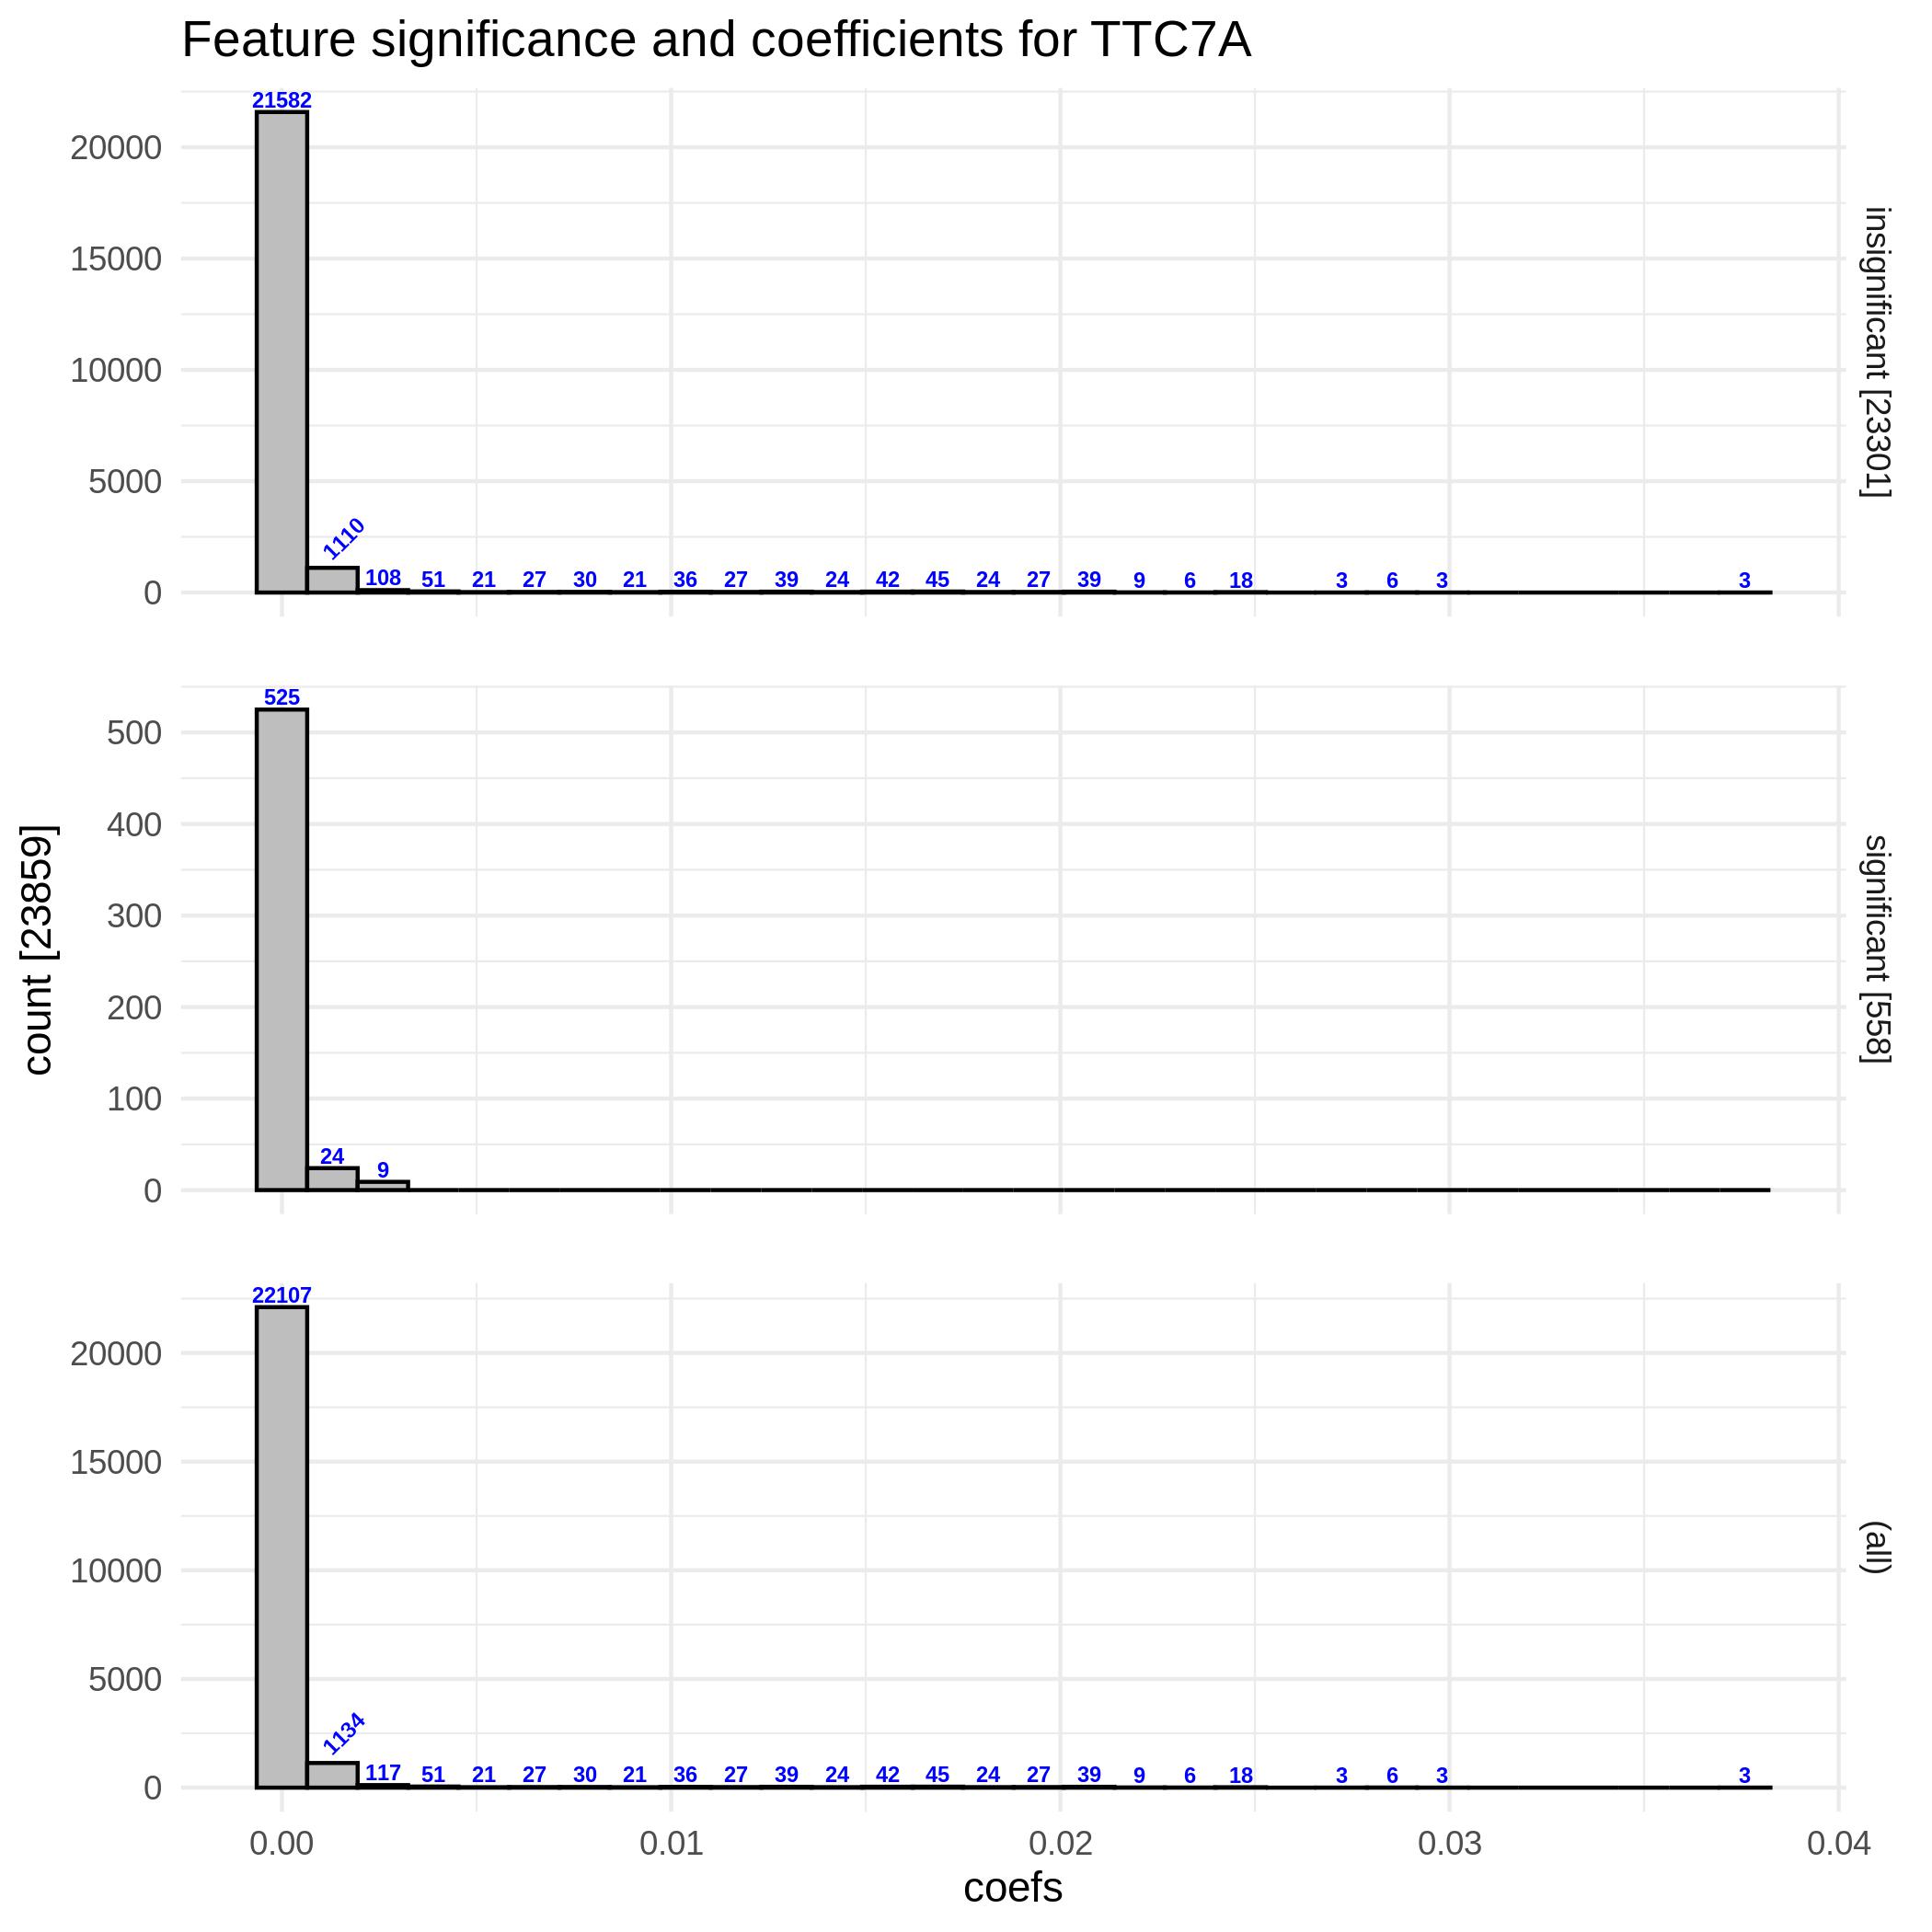 Feature significance and coefficients for TTC7A
21582
20000
15000
10000
5000
0
1110
108 51 21 27 30 21 36 27 39 24 42 45 24 27 39 9 6 18 3 6 3 3
insignificant [23301]
525
500
400
300
200
100
0
24
9
significant [558]
count [23859]
22107
20000
15000
10000
5000
0
1134
117 51 21 27 30 21 36 27 39 24 42 45 24 27 39 9 6 18 3 6 3 3
(all)
0.00 0.01 0.02 0.03 0.04
coefs